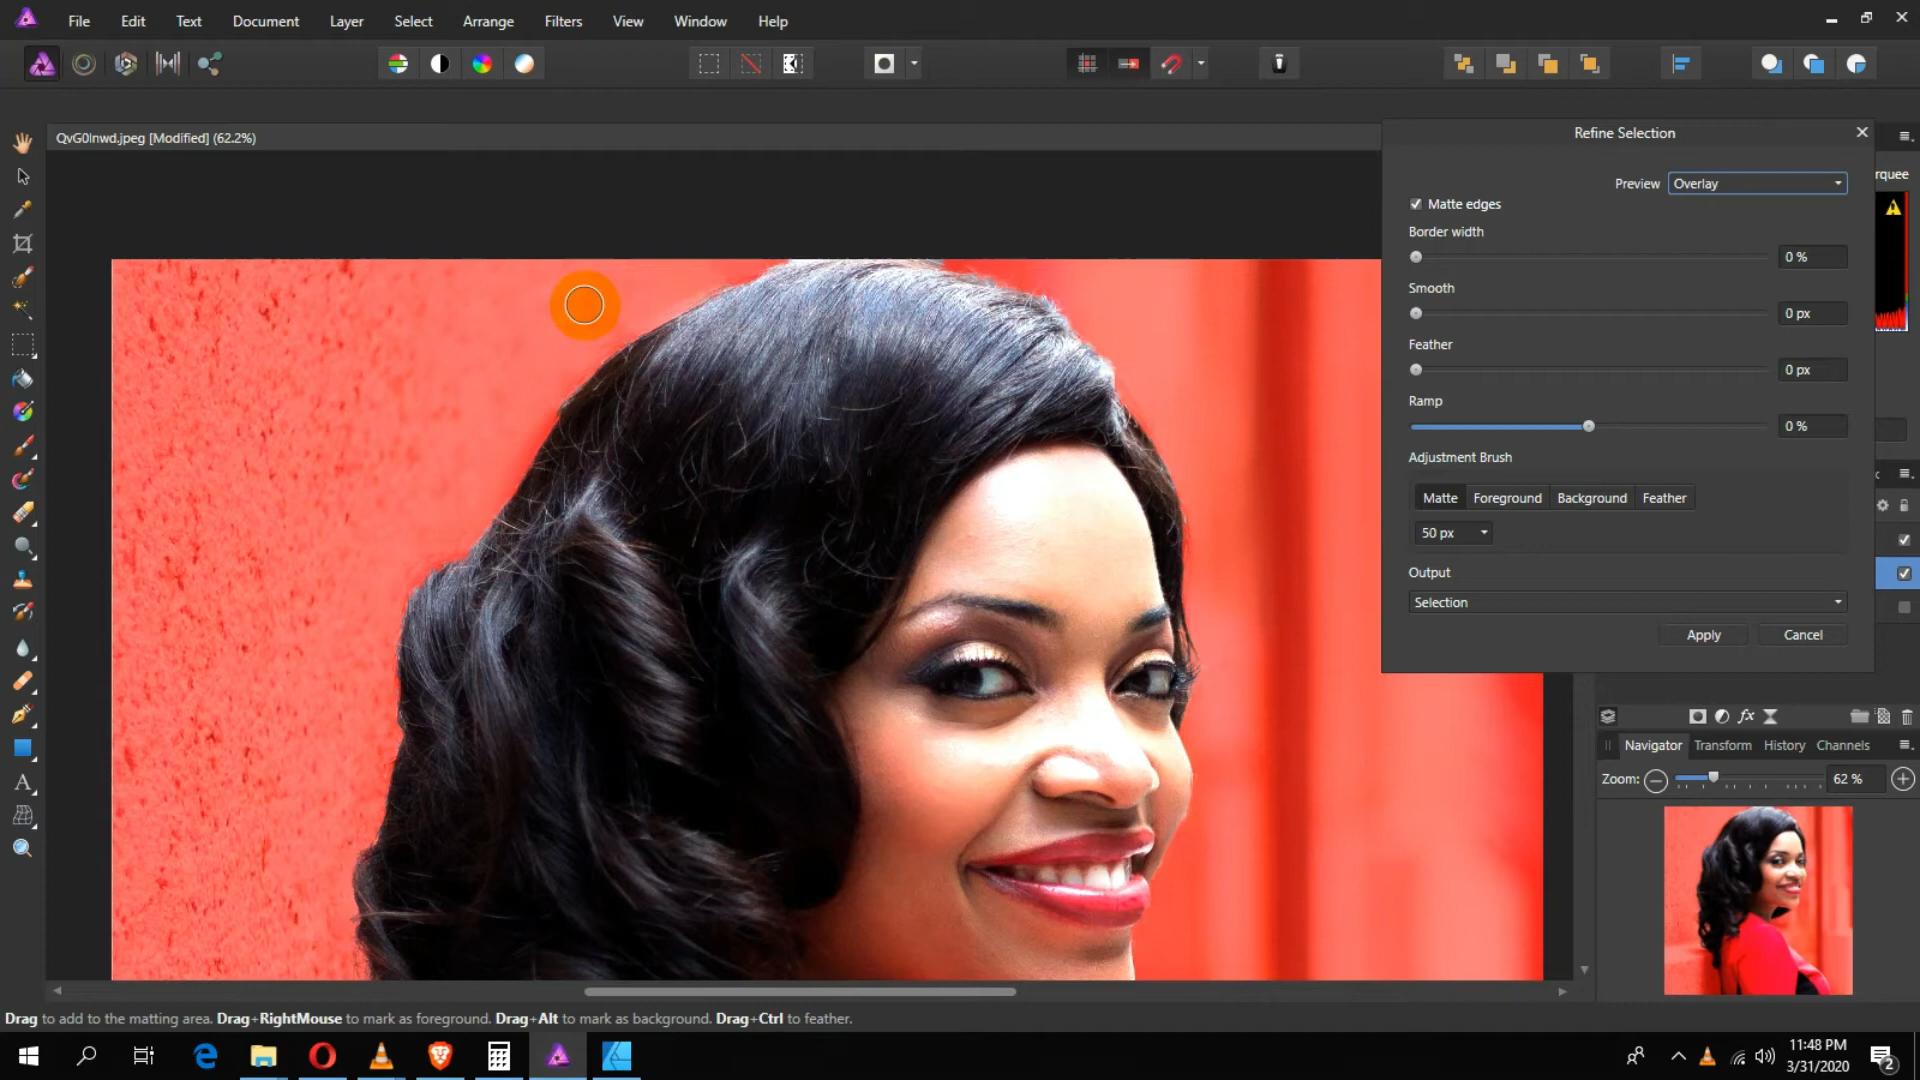 File Edit Text Document Layer Select Arrange Filters View Window Help
QvG0lnwd.jpeg [Modified] (62.2%)
Refine Selection
rquee
Preview Overlay
Matte edges
Border width
0 %
Smooth
0 px
Feather
0 px
Ramp
0 %
Adjustment Brush
Matte Foreground Background Feather
50 px
Output
Selection
Apply Cancel
fx
Navigator Transform History Channels
Zoom: 62 %
A
Drag to add to the matting area. Drag+RightMouse to mark as foreground. Drag+Alt to mark as background. Drag+Ctrl to feather.
11:48 PM
3/31/2020
2